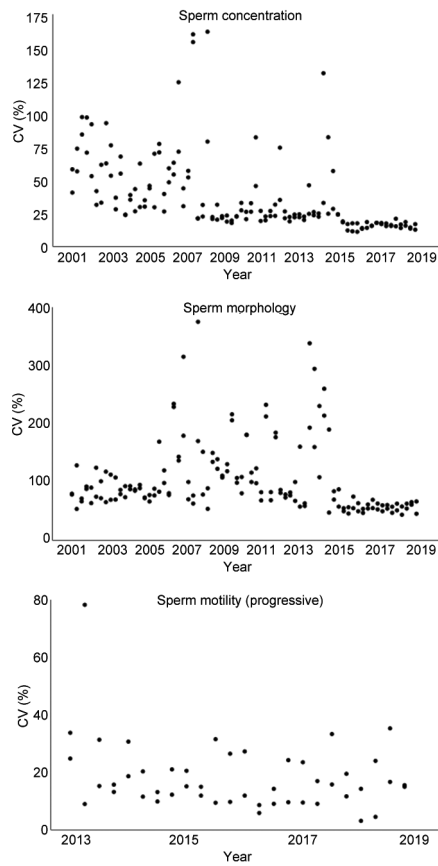 Sperm concentration
CV (%)
175
150
125
100
75
50
25
0
2001 2003 2005 2007 2009 2011 2013 2015 2017 2019
Year
Sperm morphology
CV (%)
400
300
200
100
0
2001 2003 2005 2007 2009 2011 2013 2015 2017 2019
Year
Sperm motility (progressive)
CV (%)
80
60
40
20
0
2013 2015 2017 2019
Year